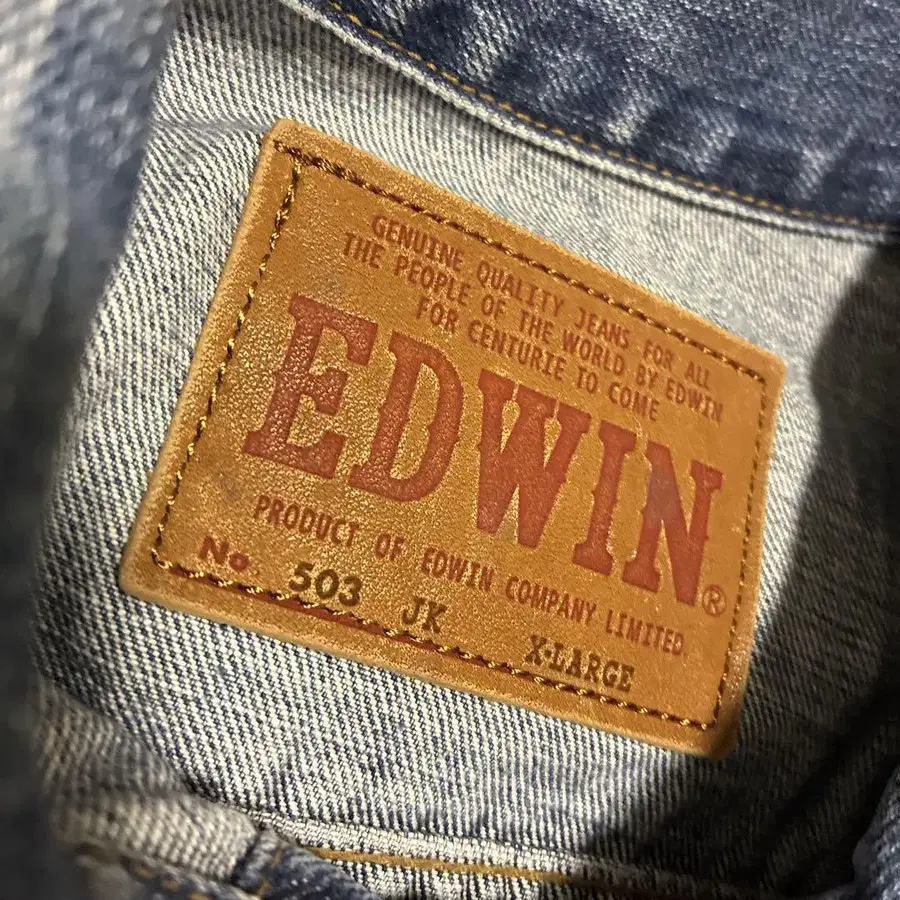 GENUINE QUALITY JEANS FOR ALL
THE PEOPLE OF THE WORLD BY EDWIN
FOR CENTURIE TO COME
EDWIN®
PRODUCT OF EDWIN COMPANY LIMITED.
No 503 JK X-LARGE